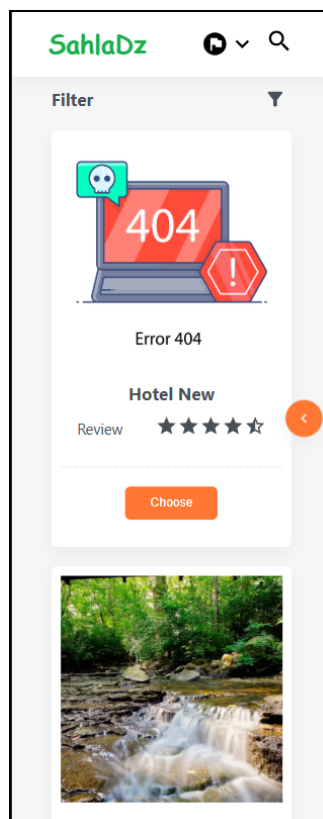 SahlaDz
Filter
404
!
Error 404
Hotel New
Review
Choose